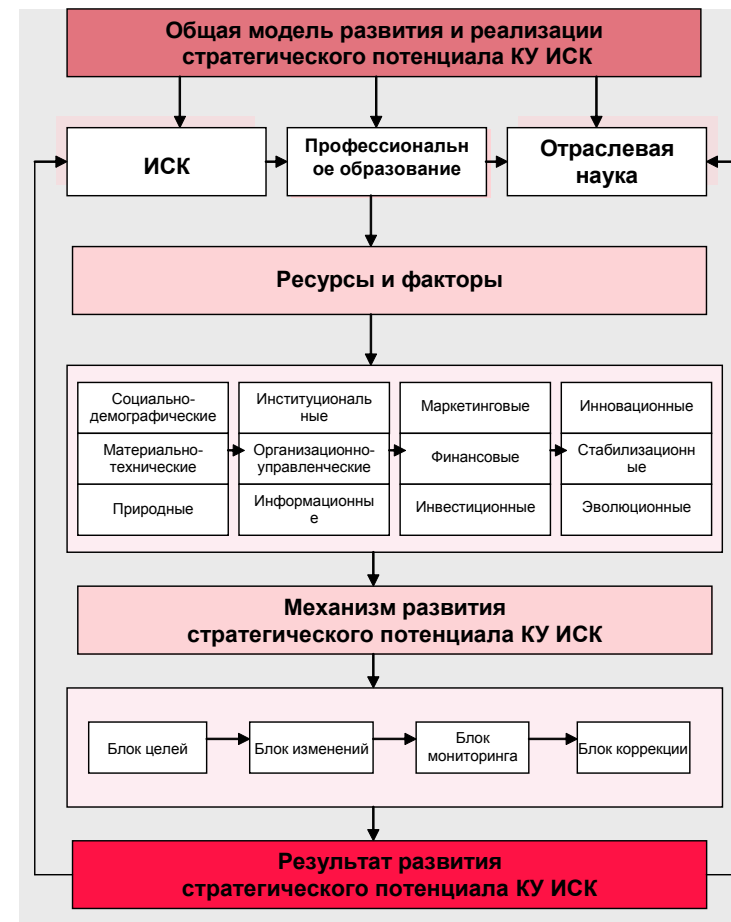 Общая модель развития и реализации
стратегического потенциала КУ ИСК
ИСК
Профессиональн
ое образование
Отраслевая
наука
Ресурсы и факторы
Социально-
демографические
Материально-
технические
Природные
Институциональ
ные
Организационно-
управленческие
Информационны
е
Маркетинговые
Финансовые
Инвестиционные
Инновационные
Стабилизационн
ые
Эволюционные
Механизм развития
стратегического потенциала КУ ИСК
Блок целей
Блок изменений
Блок
мониторинга
Блок коррекции
Результат развития
стратегического потенциала КУ ИСК